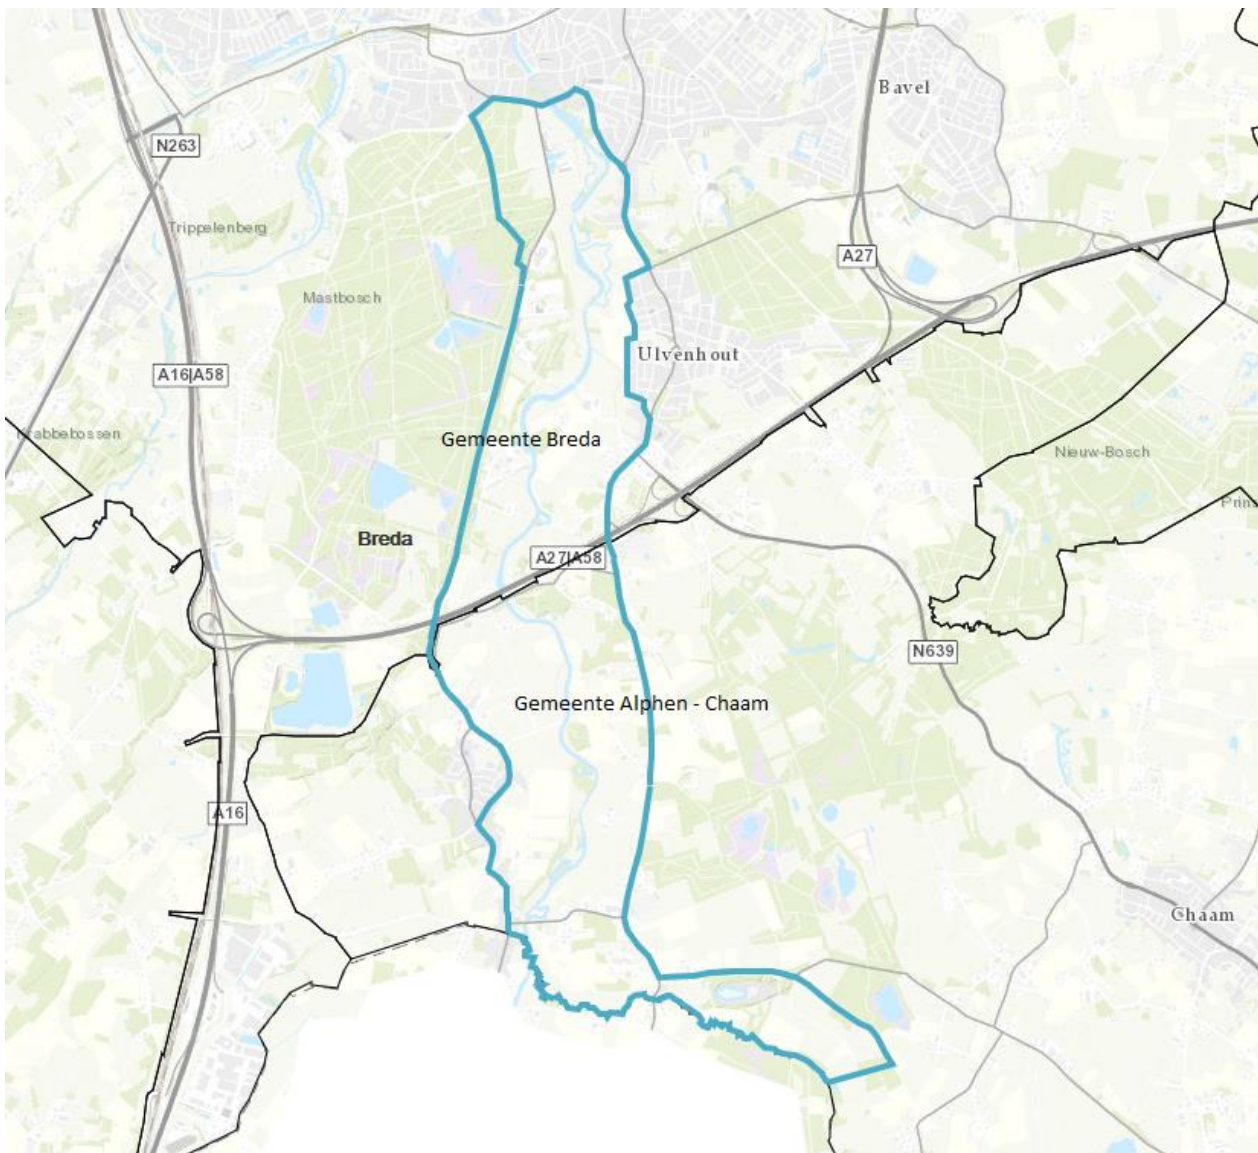 Bavel
N263
Trippelenberg
A27
Mastbosch
Ulvenhout
A16|A58
Krabbebossen
Gemeente Breda
Nieuw-Bosch
Prins
Breda
A27|A58
N639
Gemeente Alphen - Chaam
A16
Chaam